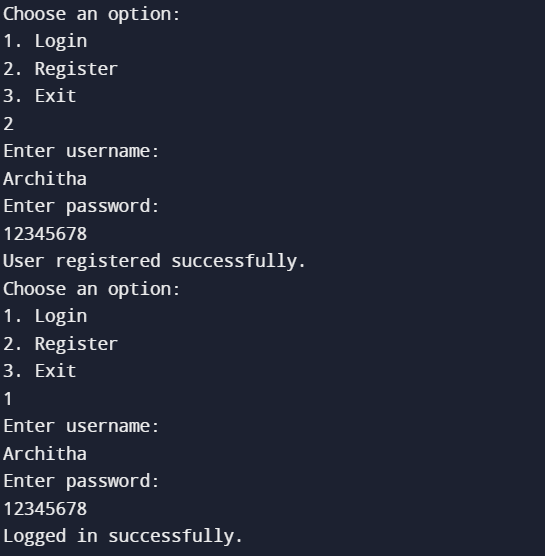 Choose an option:
1. Login
2. Register
3. Exit
2
Enter username:
Architha
Enter password:
12345678
User registered successfully.
Choose an option:
1. Login
2. Register
3. Exit
1
Enter username:
Architha
Enter password:
12345678
Logged in successfully.